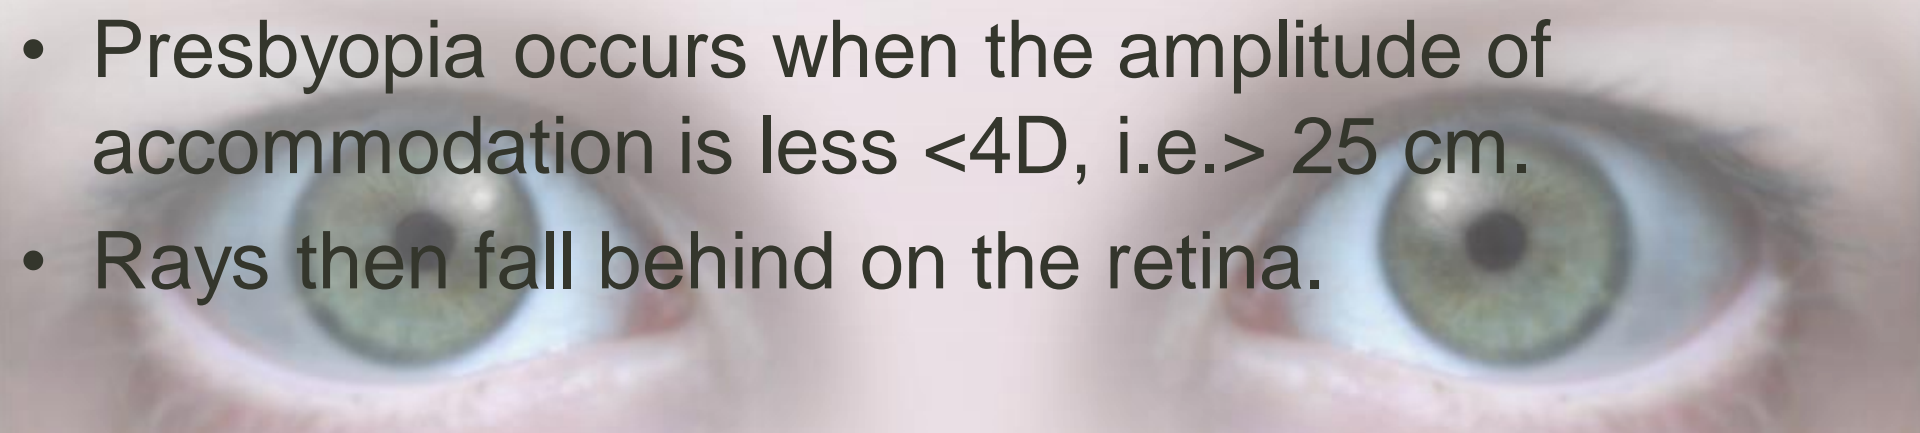 • Presbyopia occurs when the amplitude of
accommodation is less <4D, i.e.> 25 cm.
• Rays then fall behind on the retina.